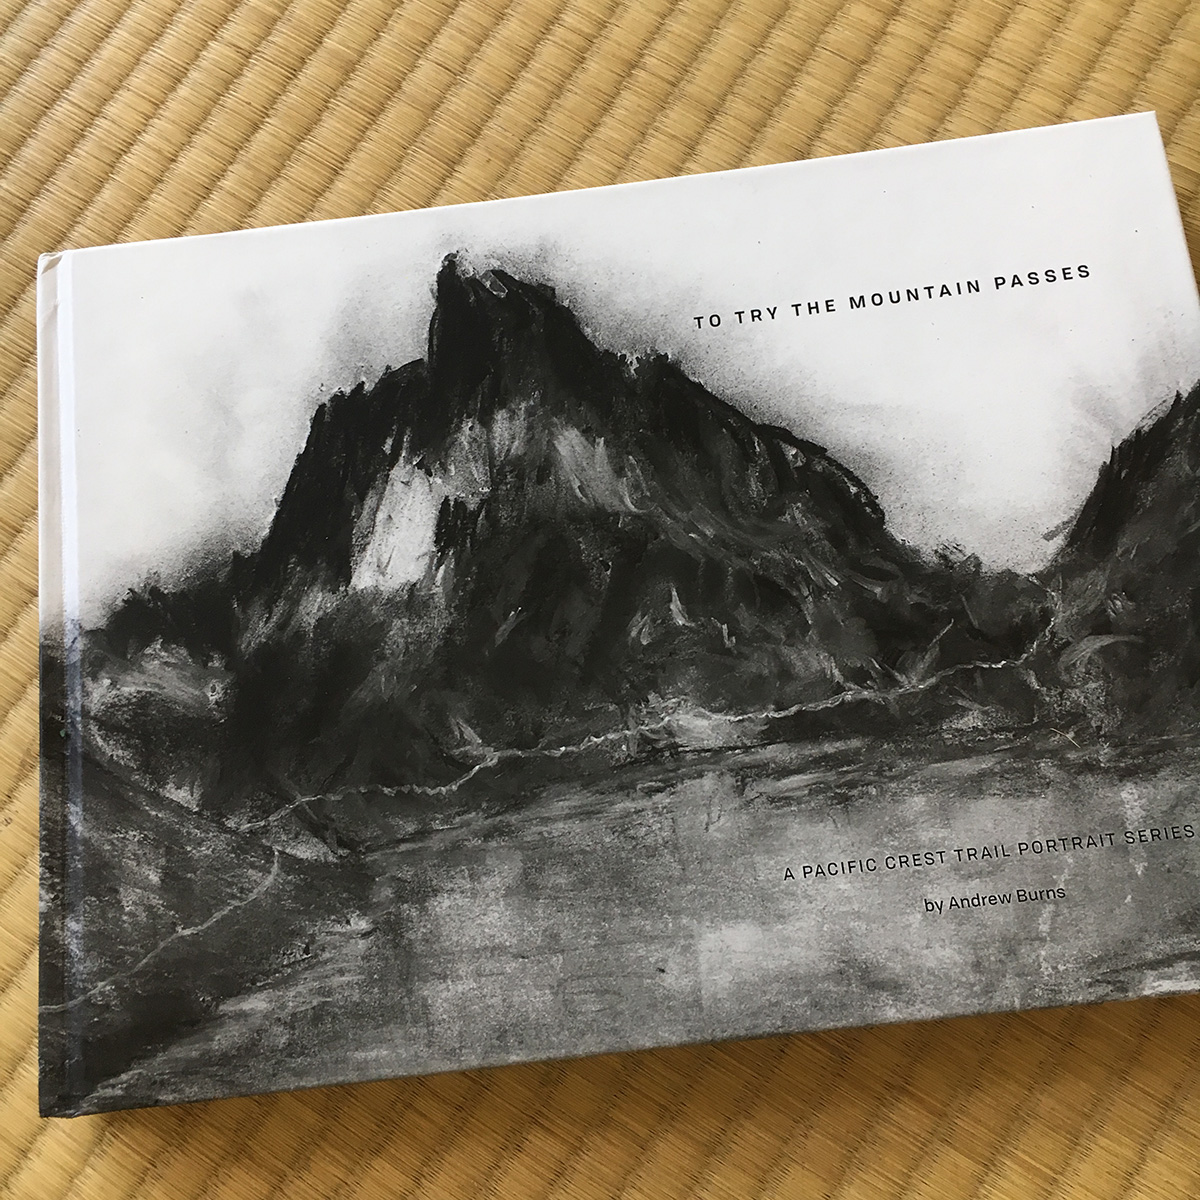 TO TRY THE MOUNTAIN PASSES
A PACIFIC CREST TRAIL PORTRAIT SERIES
by Andrew Burns